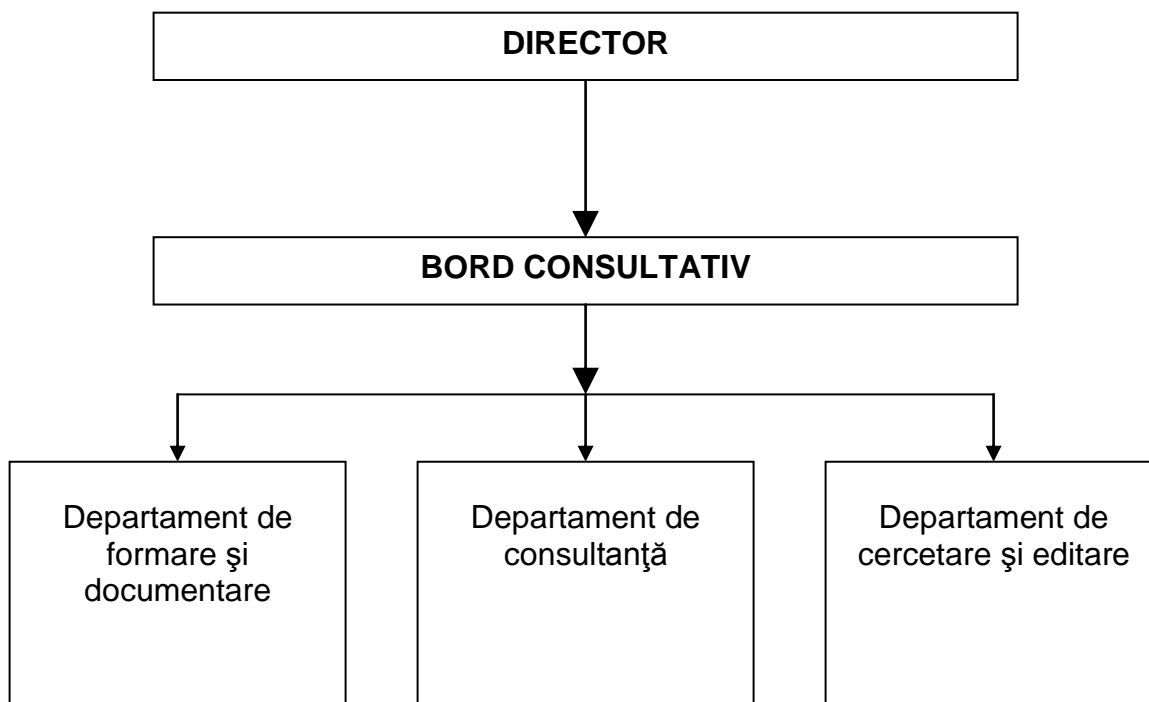 DIRECTOR
BORD CONSULTATIV
Departament de
formare şi
documentare
Departament de
consultanţă
Departament de
cercetare şi editare